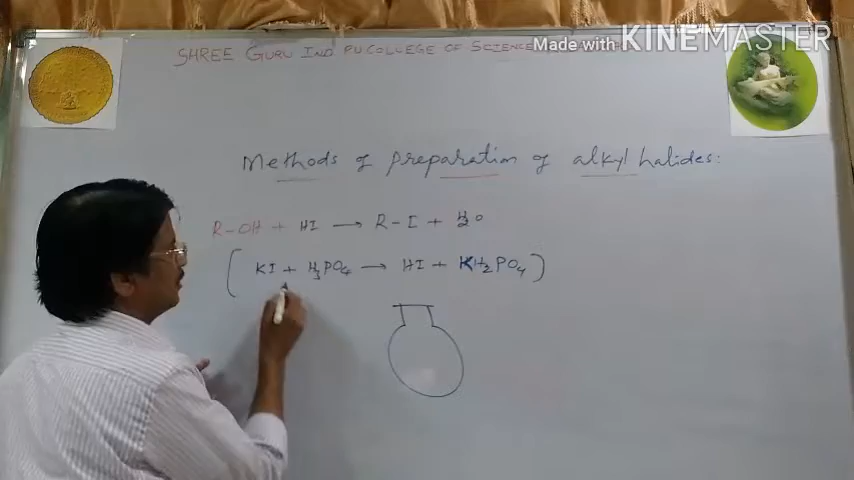 Made with KINEMASTER
SHREE GURU IND PU COLLEGE OF SCIENCE
Methods of preparation of alkyl halides:
R-OH + HI → R-I + H2O
(KI + H3PO4 → HI + KH2PO4)